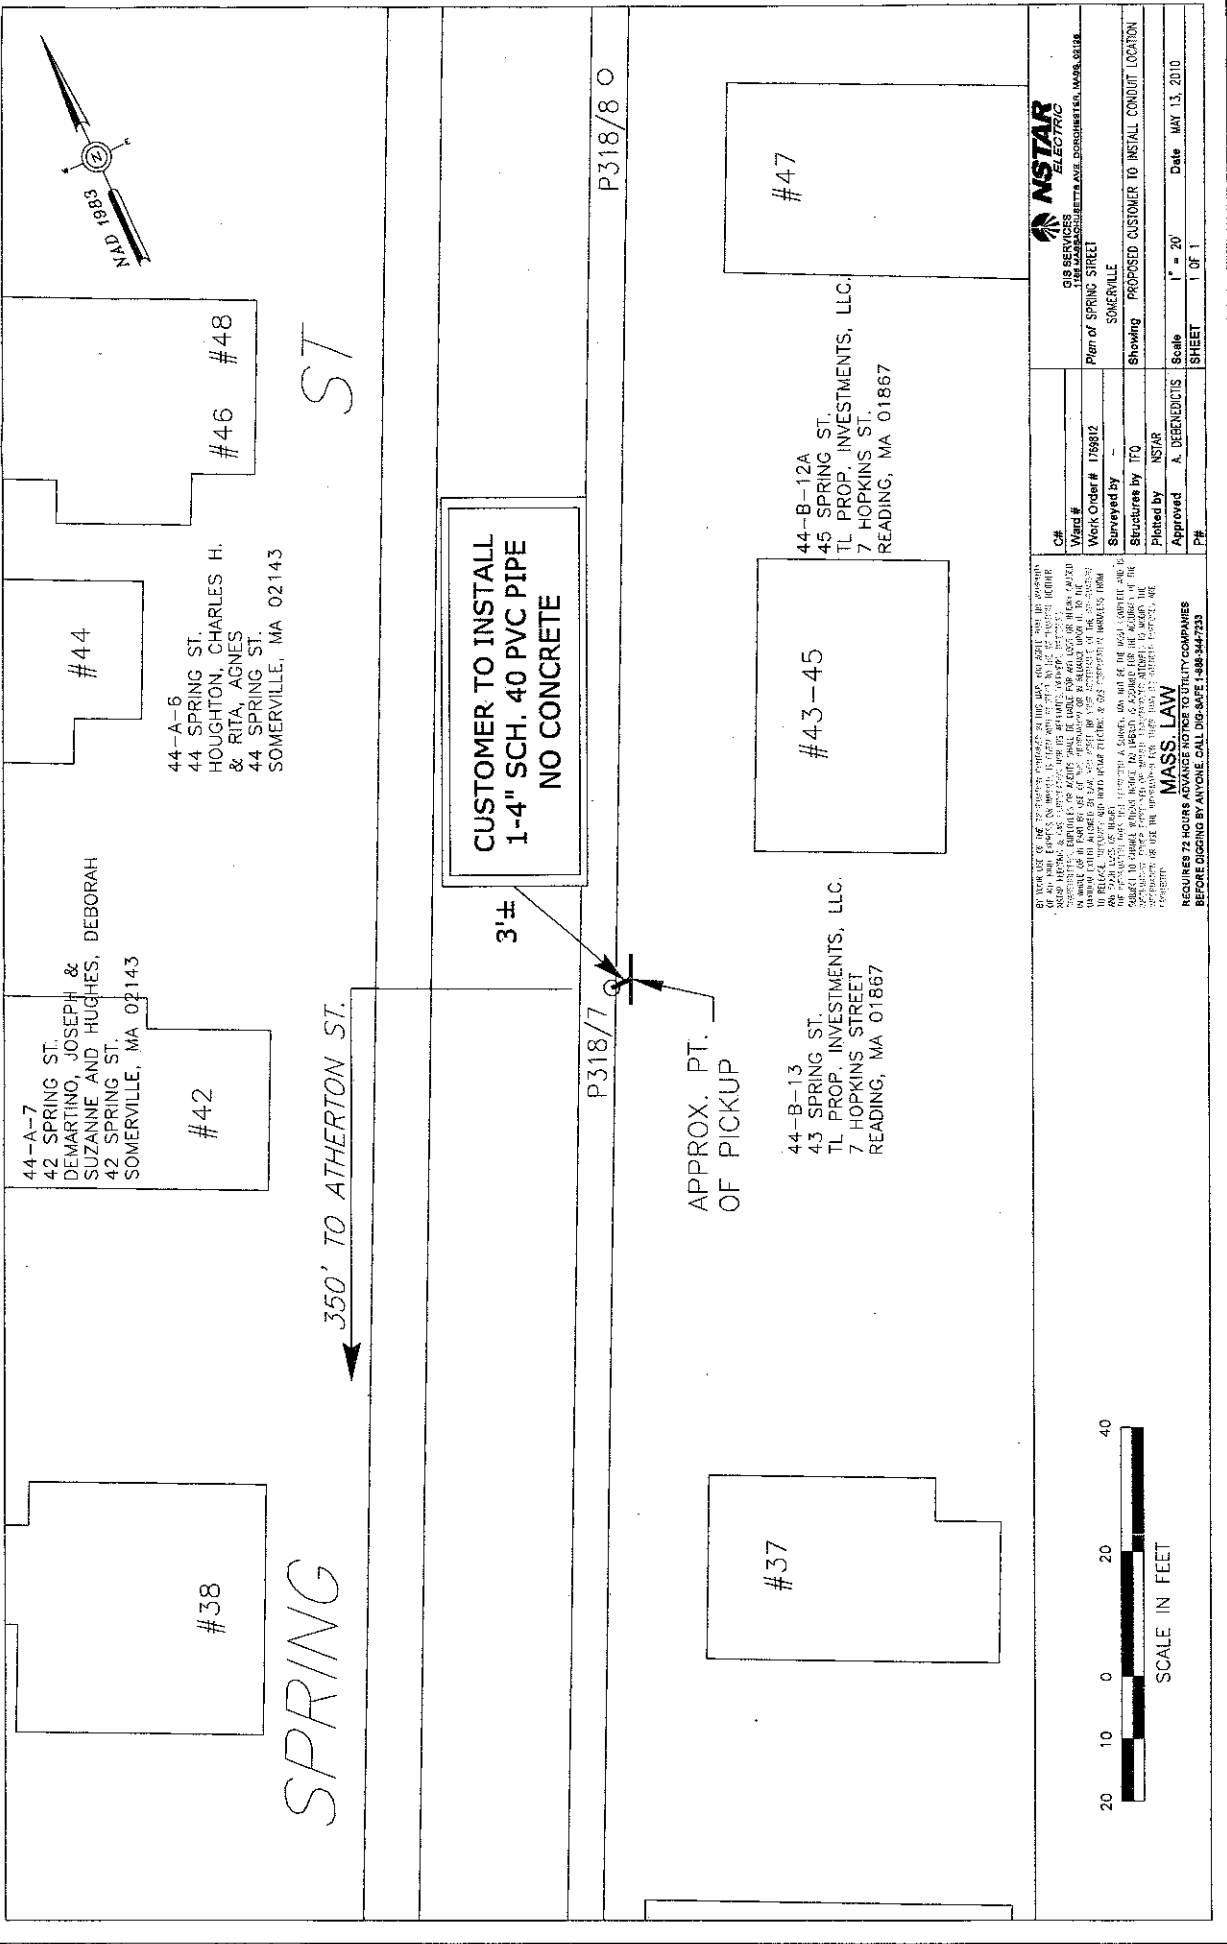 NAD 1983
N
44-A-7
42 SPRING ST.
DEMARTINO, JOSEPH &
SUZANNE AND HUGHES, DEBORAH
42 SPRING ST.
SOMERVILLE, MA 02143
#38
#42
#44
#46 #48
44-A-6
44 SPRING ST.
HOUGHTON, CHARLES H.
& RITA, AGNES
44 SPRING ST.
SOMERVILLE, MA 02143
SPRING ST
350' TO ATHERTON ST.
3'±
CUSTOMER TO INSTALL
1-4" SCH. 40 PVC PIPE
NO CONCRETE
P318/7
P318/8
APPROX. PT.
OF PICKUP
#37
44-B-13
43 SPRING ST.
TL PROP. INVESTMENTS, LLC.
7 HOPKINS STREET
READING, MA 01867
#43-45
44-B-12A
45 SPRING ST.
TL PROP. INVESTMENTS, LLC.
7 HOPKINS ST.
READING, MA 01867
#47
20 10 0 20 40
SCALE IN FEET
MASS. LAW
REQUIRES 72 HOURS ADVANCE NOTICE TO UTILITY COMPANIES
BEFORE DIGGING BY ANYONE. CALL DIG-SAFE 1-888-344-7233
C#
Ward #
Work Order # 1769812
Surveyed by -
Structures by TFO
Plotted by NSTAR
Approved A. DEBENEDICTIS
P#
NSTAR
ELECTRIC
GIS SERVICES
1165 MASSACHUSETTS AVE. DORCHESTER, MASS. 02125
Plan of SPRING STREET
SOMERVILLE
Showing PROPOSED CUSTOMER TO INSTALL CONDUIT LOCATION
Scale 1" = 20' Date MAY 13, 2010
SHEET 1 OF 1